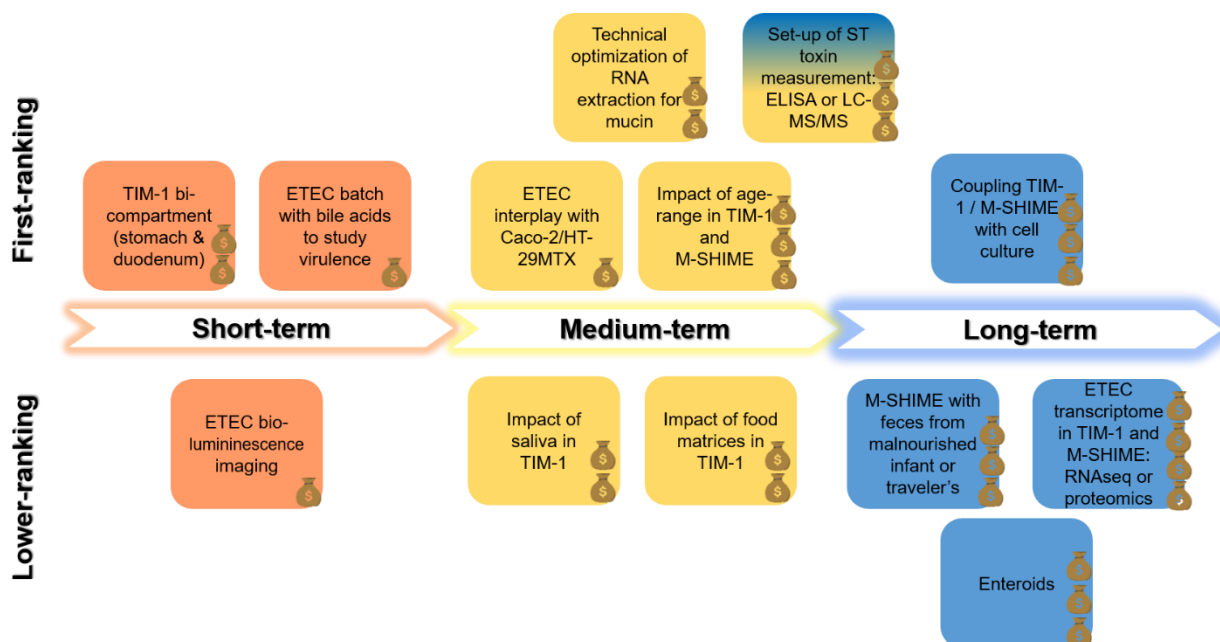 First-ranking
Technical
optimization of
RNA
extraction for
mucin
Set-up of ST
toxin
measurement:
ELISA or LC-
MS/MS
TIM-1 bi-
compartment
(stomach &
duodenum)
ETEC batch
with bile acids
to study
virulence
ETEC
interplay with
Caco-2/HT-
29MTX
Impact of age-
range in TIM-1
and
M-SHIME
Coupling TIM-
1 / M-SHIME
with cell
culture
Short-term
Medium-term
Long-term
Lower-ranking
ETEC bio-
lumininescence
imaging
Impact of
saliva in
TIM-1
Impact of food
matrices in
TIM-1
M-SHIME with
feces from
malnourished
infant or
traveler’s
ETEC
transcriptome
in TIM-1 and
M-SHIME:
RNAseq or
proteomics
Enteroids